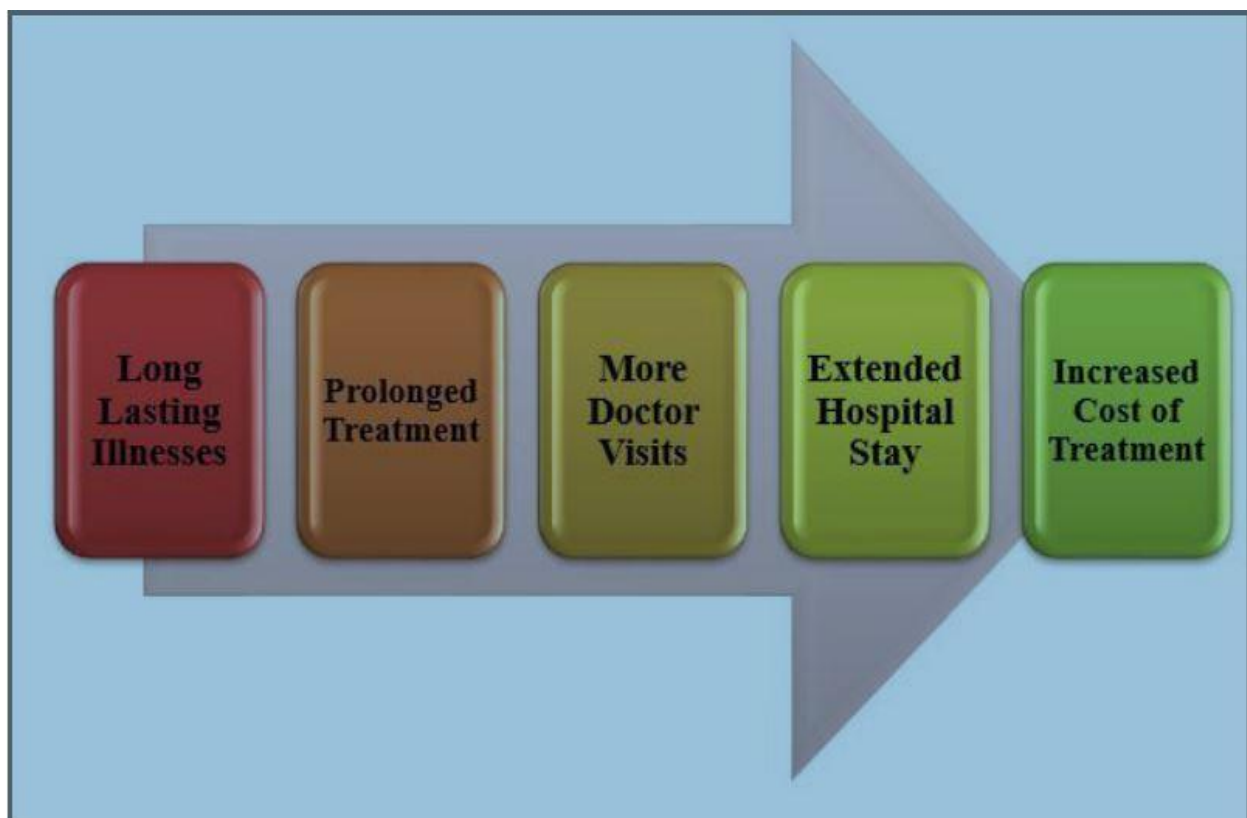 Long
Lasting
Illnesses
Prolonged
Treatment
More
Doctor
Visits
Extended
Hospital
Stay
Increased
Cost of
Treatment